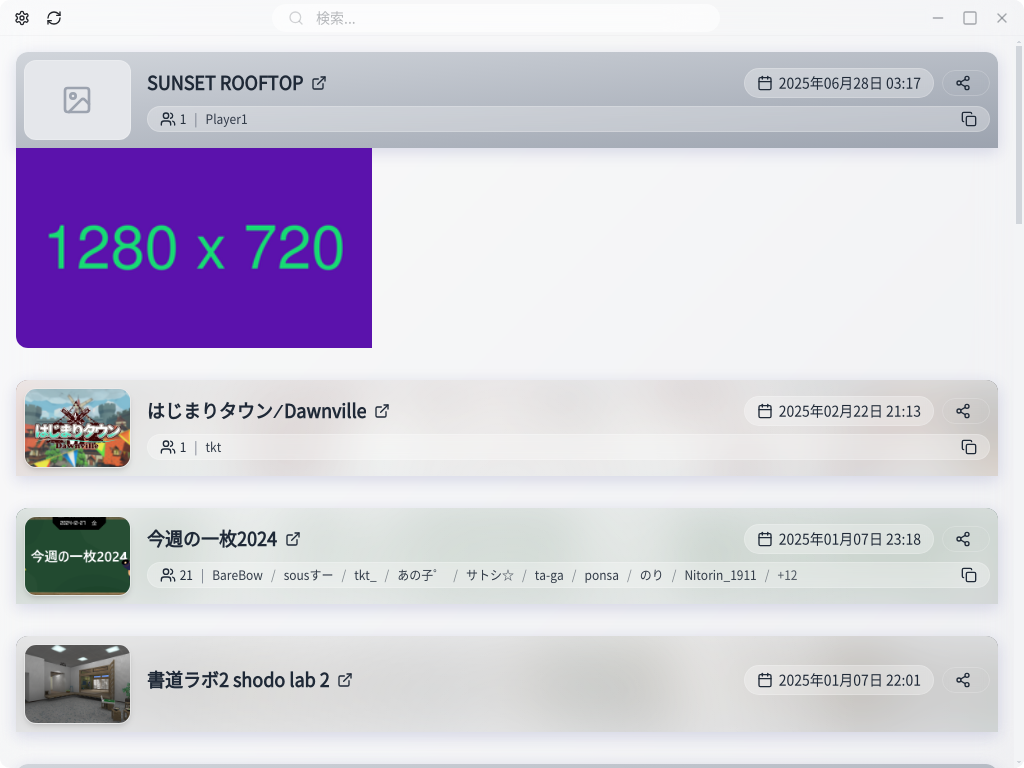 検索...
SUNSET ROOFTOP
2025年06月28日 03:17
1 | Player1
1280 x 720
はじまりタウン
Dawnville
はじまりタウン⁄Dawnville
2025年02月22日 21:13
1 | tkt
今週の一枚2024
今週の一枚2024
2025年01月07日 23:18
21 | BareBow / sousすー / tkt_ / あの子゜ / サトシ☆ / ta-ga / ponsa / のり / Nitorin_1911 / +12
書道ラボ2 shodo lab 2
2025年01月07日 22:01